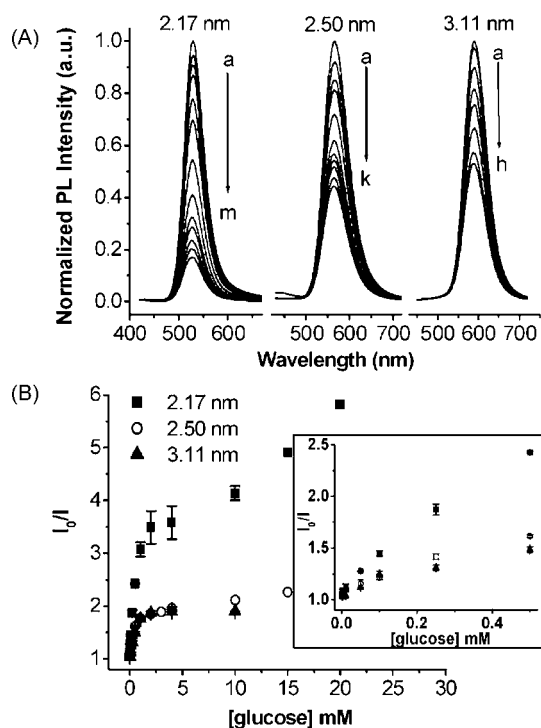 (A)
2.17 nm 2.50 nm 3.11 nm
Normalized PL Intensity (a.u.)
1.0
0.8
0.6
0.4
0.2
0.0
a a a
m k h
400 500 600 500 600 700 500 600 700
Wavelength (nm)
(B)
I₀/I
6
5
4
3
2
1
2.17 nm
2.50 nm
3.11 nm
0 5 10 15 20 25 30
[glucose] mM
I₀/I
2.5
2.0
1.5
1.0
0.0 0.2 0.4
[glucose] mM